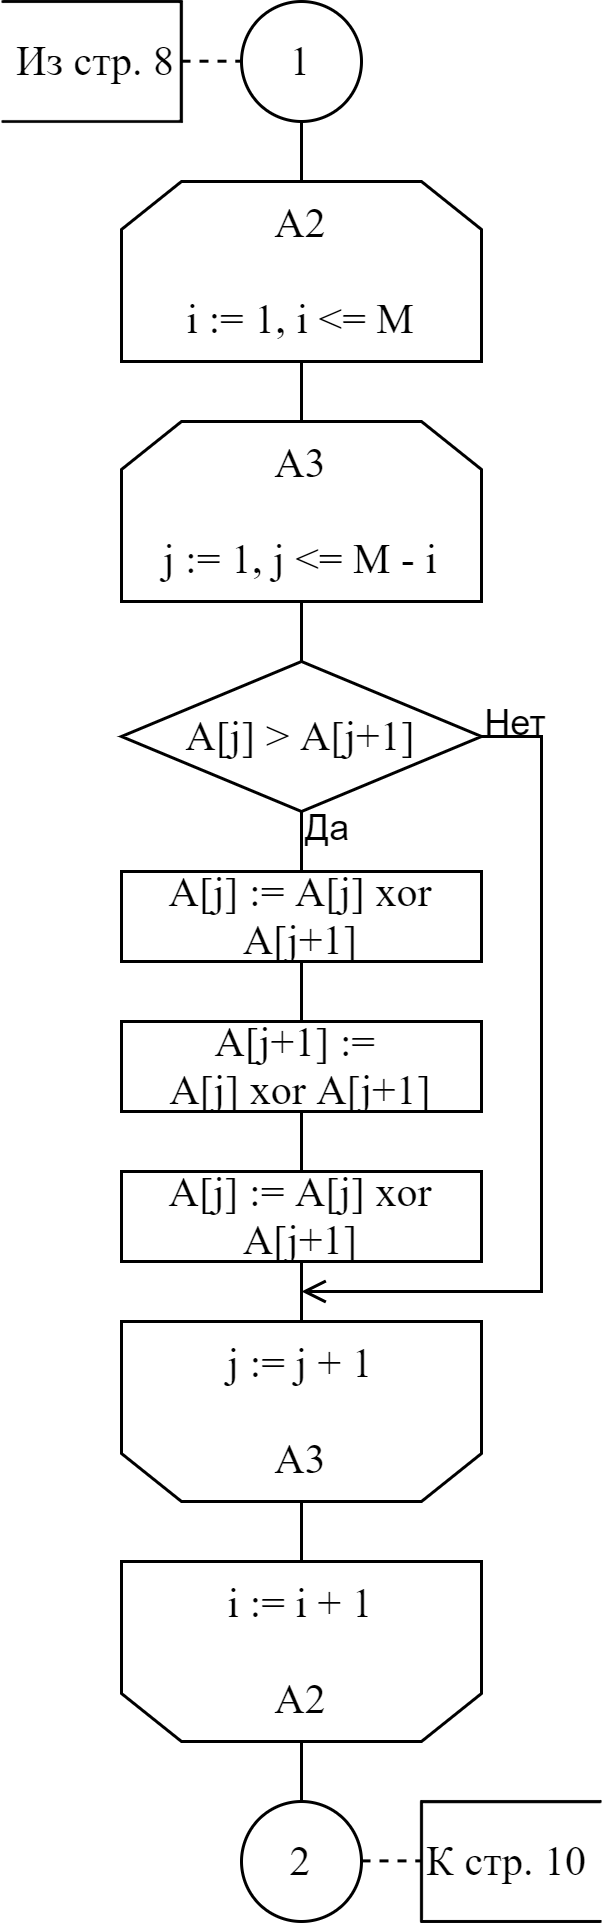 Из стр. 8
1
A2
i := 1, i <= M
A3
j := 1, j <= M - i
A[j] > A[j+1]
Нет
Да
A[j] := A[j] xor
A[j+1]
A[j+1] :=
A[j] xor A[j+1]
A[j] := A[j] xor
A[j+1]
j := j + 1
A3
i := i + 1
A2
2
К стр. 10